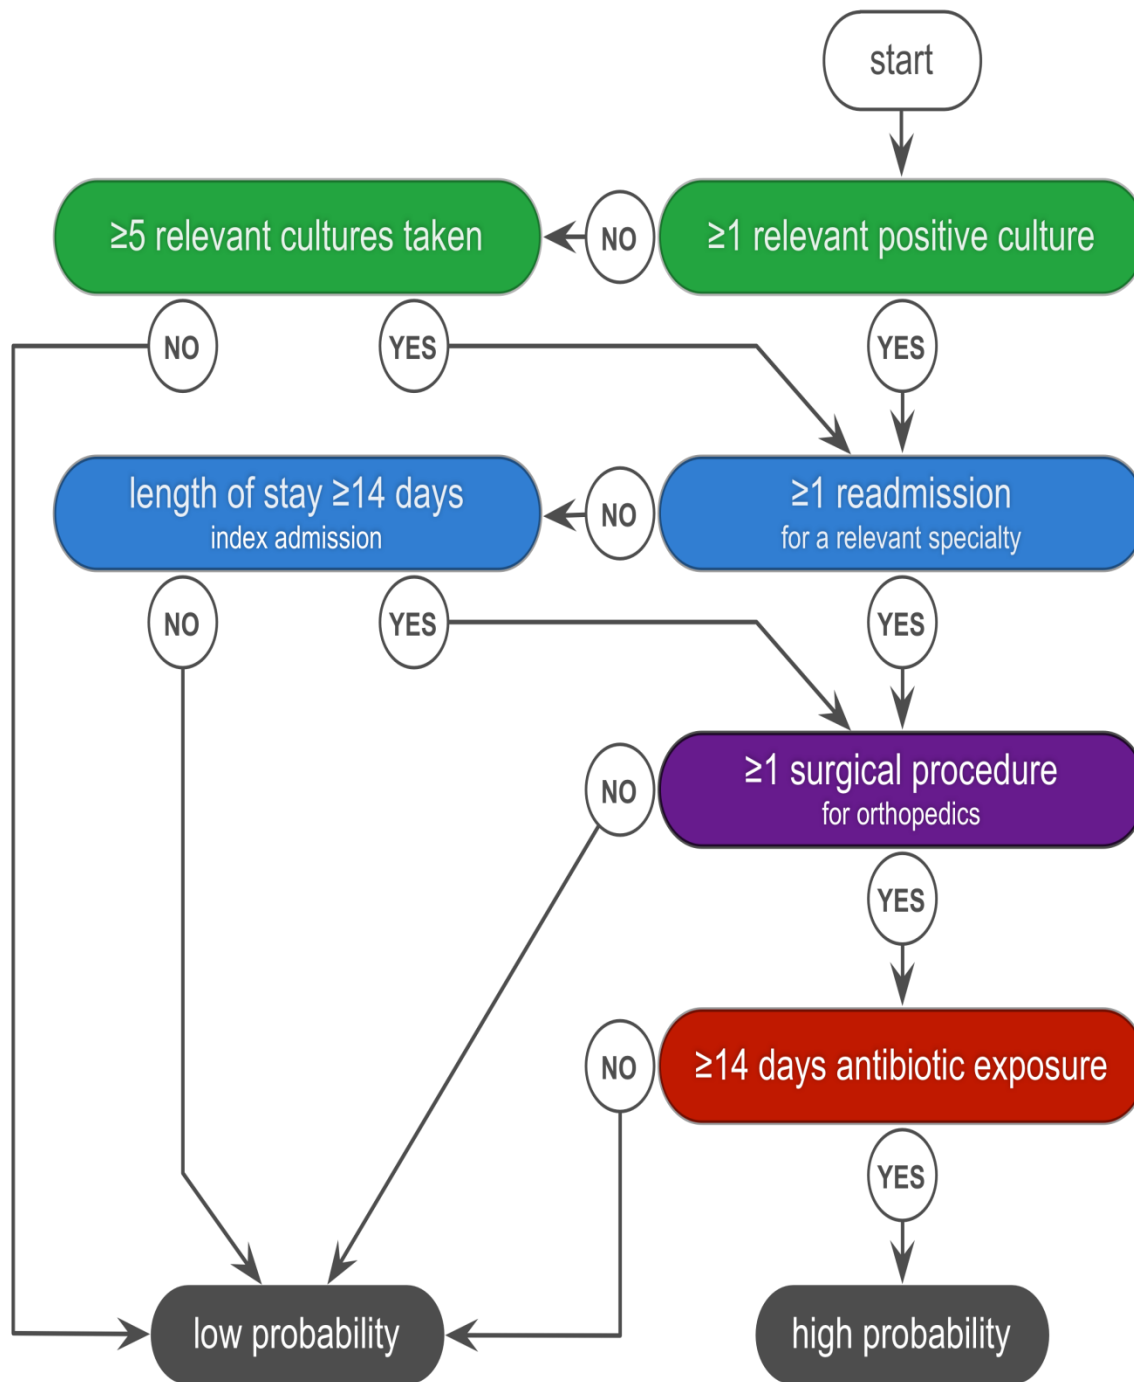 start
≥5 relevant cultures taken
NO
≥1 relevant positive culture
NO
YES
YES
length of stay ≥14 days
index admission
NO
≥1 readmission
for a relevant specialty
NO
YES
YES
NO
≥1 surgical procedure
for orthopedics
YES
NO
≥14 days antibiotic exposure
YES
low probability
high probability